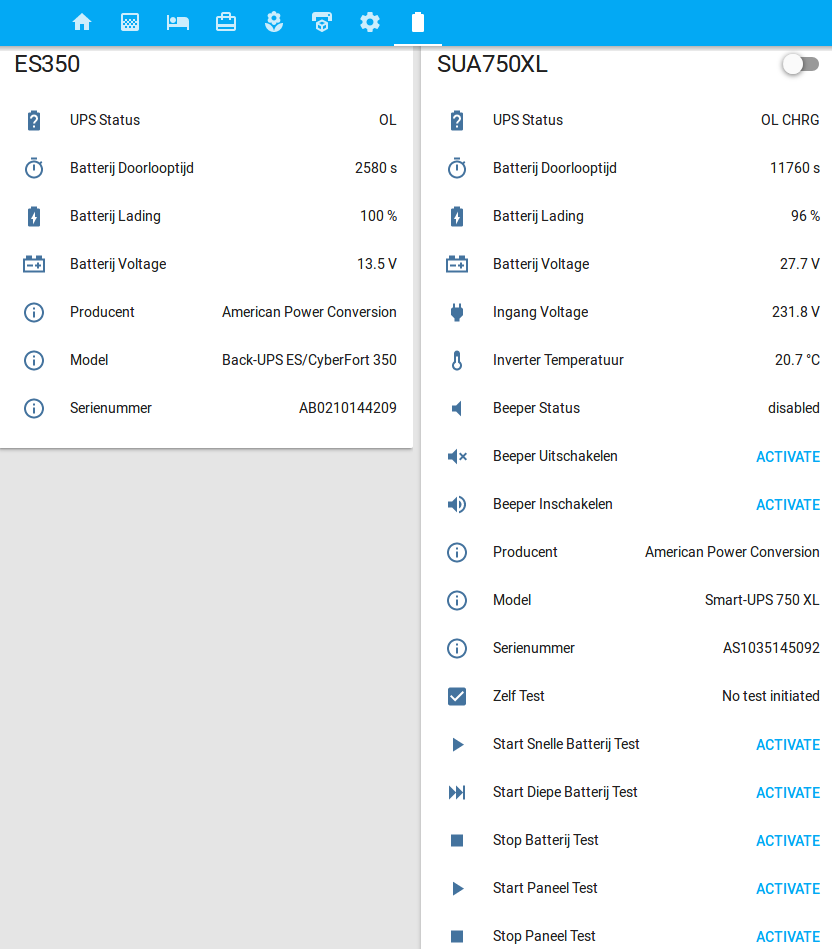 ES350
UPS Status OL
Batterij Doorlooptijd 2580 s
Batterij Lading 100 %
Batterij Voltage 13.5 V
Producent American Power Conversion
Model Back-UPS ES/CyberFort 350
Serienummer AB0210144209
SUA750XL
UPS Status OL CHRG
Batterij Doorlooptijd 11760 s
Batterij Lading 96 %
Batterij Voltage 27.7 V
Ingang Voltage 231.8 V
Inverter Temperatuur 20.7 °C
Beeper Status disabled
Beeper Uitschakelen ACTIVATE
Beeper Inschakelen ACTIVATE
Producent American Power Conversion
Model Smart-UPS 750 XL
Serienummer AS1035145092
Zelf Test No test initiated
Start Snelle Batterij Test ACTIVATE
Start Diepe Batterij Test ACTIVATE
Stop Batterij Test ACTIVATE
Start Paneel Test ACTIVATE
Stop Paneel Test ACTIVATE